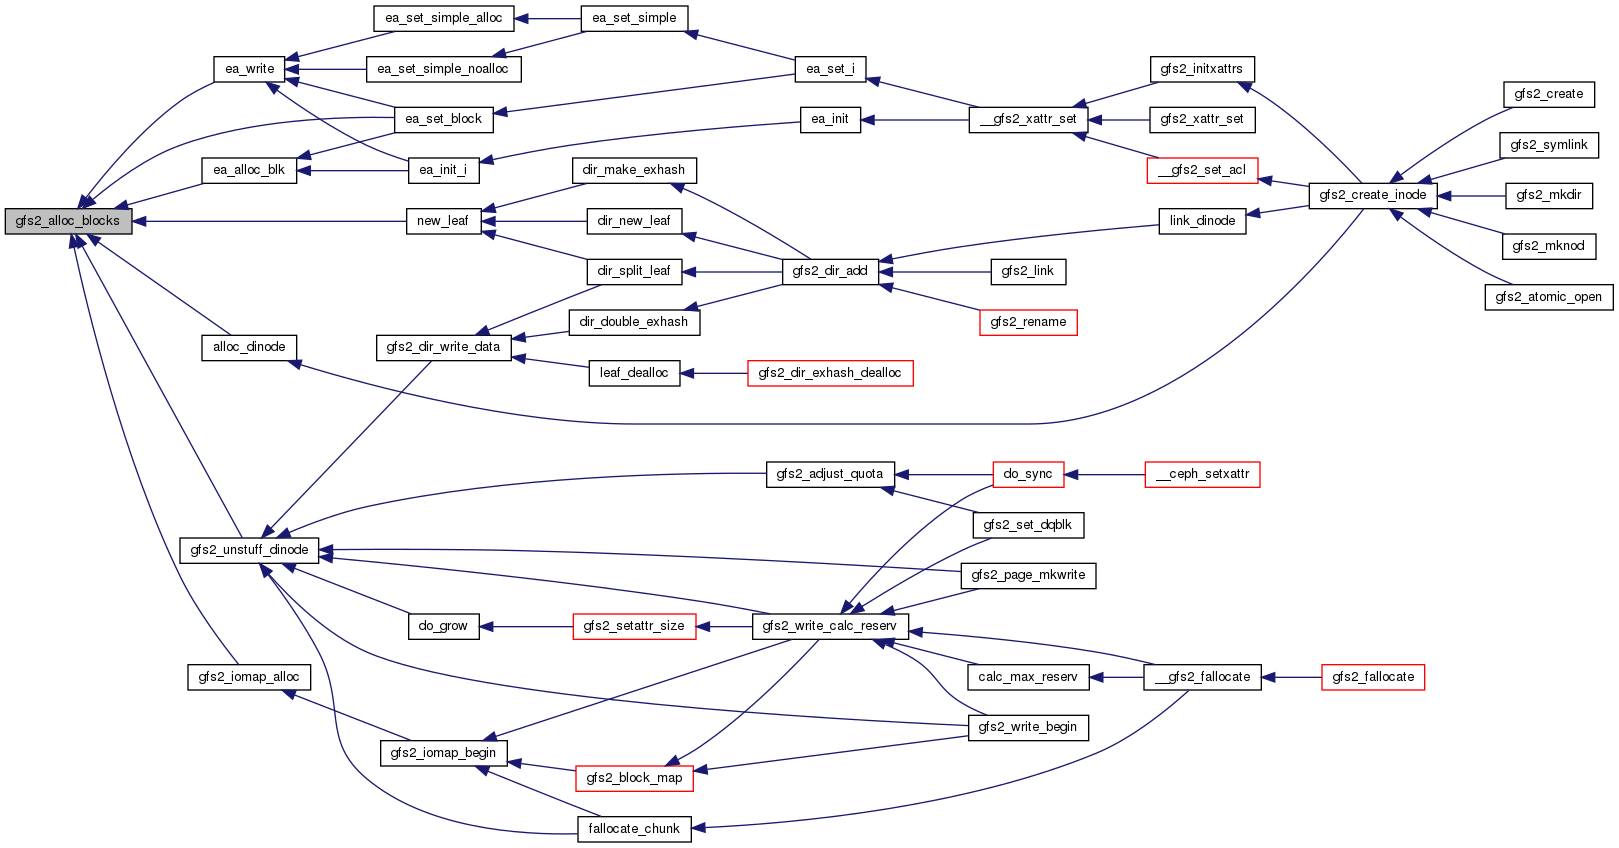 ea_set_simple_alloc
ea_set_simple
ea_write
ea_set_simple_noalloc
ea_set_i
gfs2_initxattrs
gfs2_create
ea_set_block
ea_init
__gfs2_xattr_set
gfs2_xattr_set
gfs2_symlink
ea_alloc_blk
ea_init_i
dir_make_exhash
__gfs2_set_acl
gfs2_create_inode
gfs2_mkdir
gfs2_alloc_blocks
new_leaf
dir_new_leaf
link_dinode
gfs2_mknod
dir_split_leaf
gfs2_dir_add
gfs2_link
gfs2_atomic_open
dir_double_exhash
gfs2_rename
alloc_dinode
gfs2_dir_write_data
leaf_dealloc
gfs2_dir_exhash_dealloc
gfs2_adjust_quota
do_sync
__ceph_setxattr
gfs2_set_dqblk
gfs2_unstuff_dinode
gfs2_page_mkwrite
do_grow
gfs2_setattr_size
gfs2_write_calc_reserv
gfs2_iomap_alloc
calc_max_reserv
__gfs2_fallocate
gfs2_fallocate
gfs2_write_begin
gfs2_iomap_begin
gfs2_block_map
fallocate_chunk